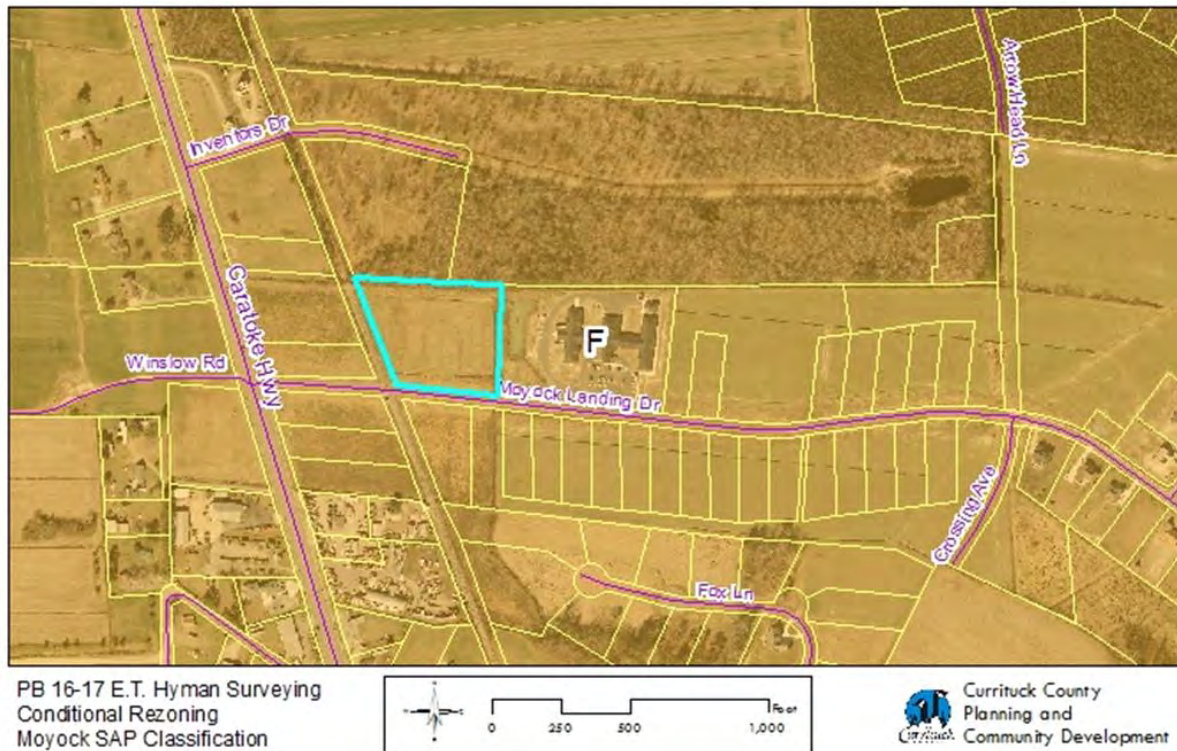 Arrow Head Ln
Inventors Dr
Caratoke Hwy
F
Winslow Rd
Moyock Landing Dr
Crossing Ave
Fox Ln
PB 16-17 E.T. Hyman Surveying
Conditional Rezoning
Moyock SAP Classification
Feet
0 250 500 1,000
Currituck
Currituck County
Planning and
Community Development